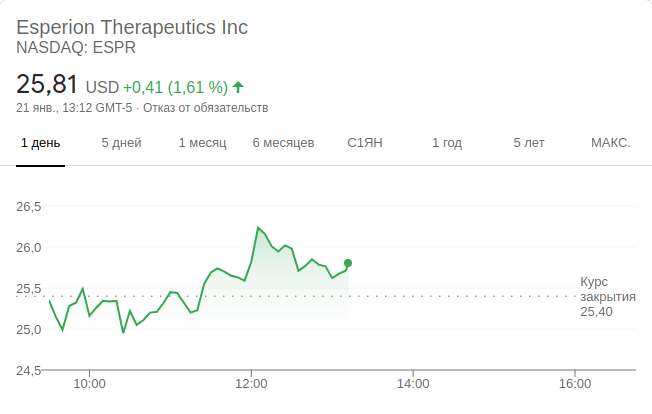 Esperion Therapeutics Inc
NASDAQ: ESPR
25,81 USD +0,41 (1,61 %)
21 янв., 13:12 GMT-5 · Отказ от обязательств
1 день 5 дней 1 месяц 6 месяцев С1ЯН 1 год 5 лет МАКС.
26,5
26,0
25,5
25,0
24,5
Курс
закрытия
25,40
10:00 12:00 14:00 16:00